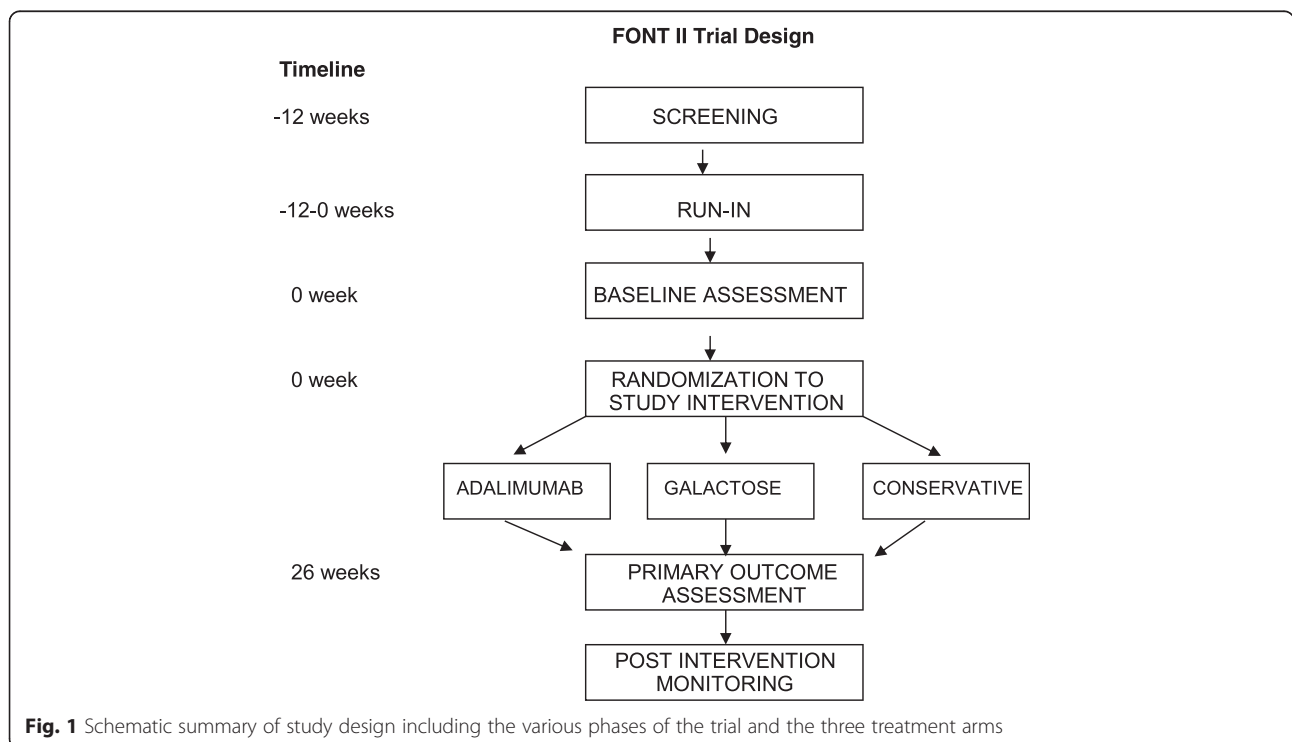 FONT II Trial Design
Timeline
-12 weeks
SCREENING
-12-0 weeks
RUN-IN
0 week
BASELINE ASSESSMENT
0 week
RANDOMIZATION TO
STUDY INTERVENTION
ADALIMUMAB
GALACTOSE
CONSERVATIVE
26 weeks
PRIMARY OUTCOME
ASSESSMENT
POST INTERVENTION
MONITORING
Fig. 1 Schematic summary of study design including the various phases of the trial and the three treatment arms